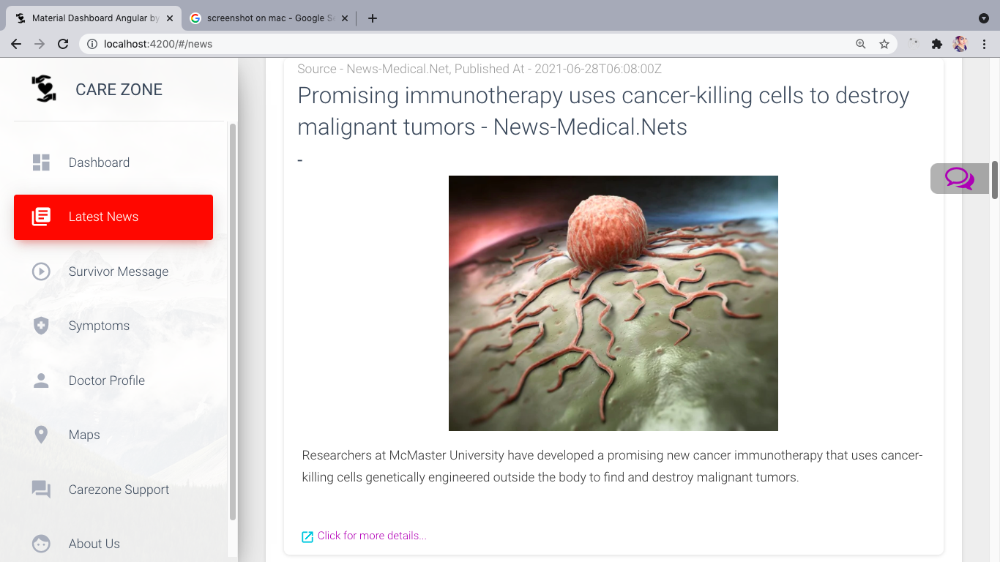 Material Dashboard Angular by
screenshot on mac - Google S
localhost:4200/#/news
CARE ZONE
Dashboard
Latest News
Survivor Message
Symptoms
Doctor Profile
Maps
Carezone Support
About Us
Source - News-Medical.Net, Published At - 2021-06-28T06:08:00Z
Promising immunotherapy uses cancer-killing cells to destroy
malignant tumors - News-Medical.Nets
-
Researchers at McMaster University have developed a promising new cancer immunotherapy that uses cancer-
killing cells genetically engineered outside the body to find and destroy malignant tumors.
Click for more details...